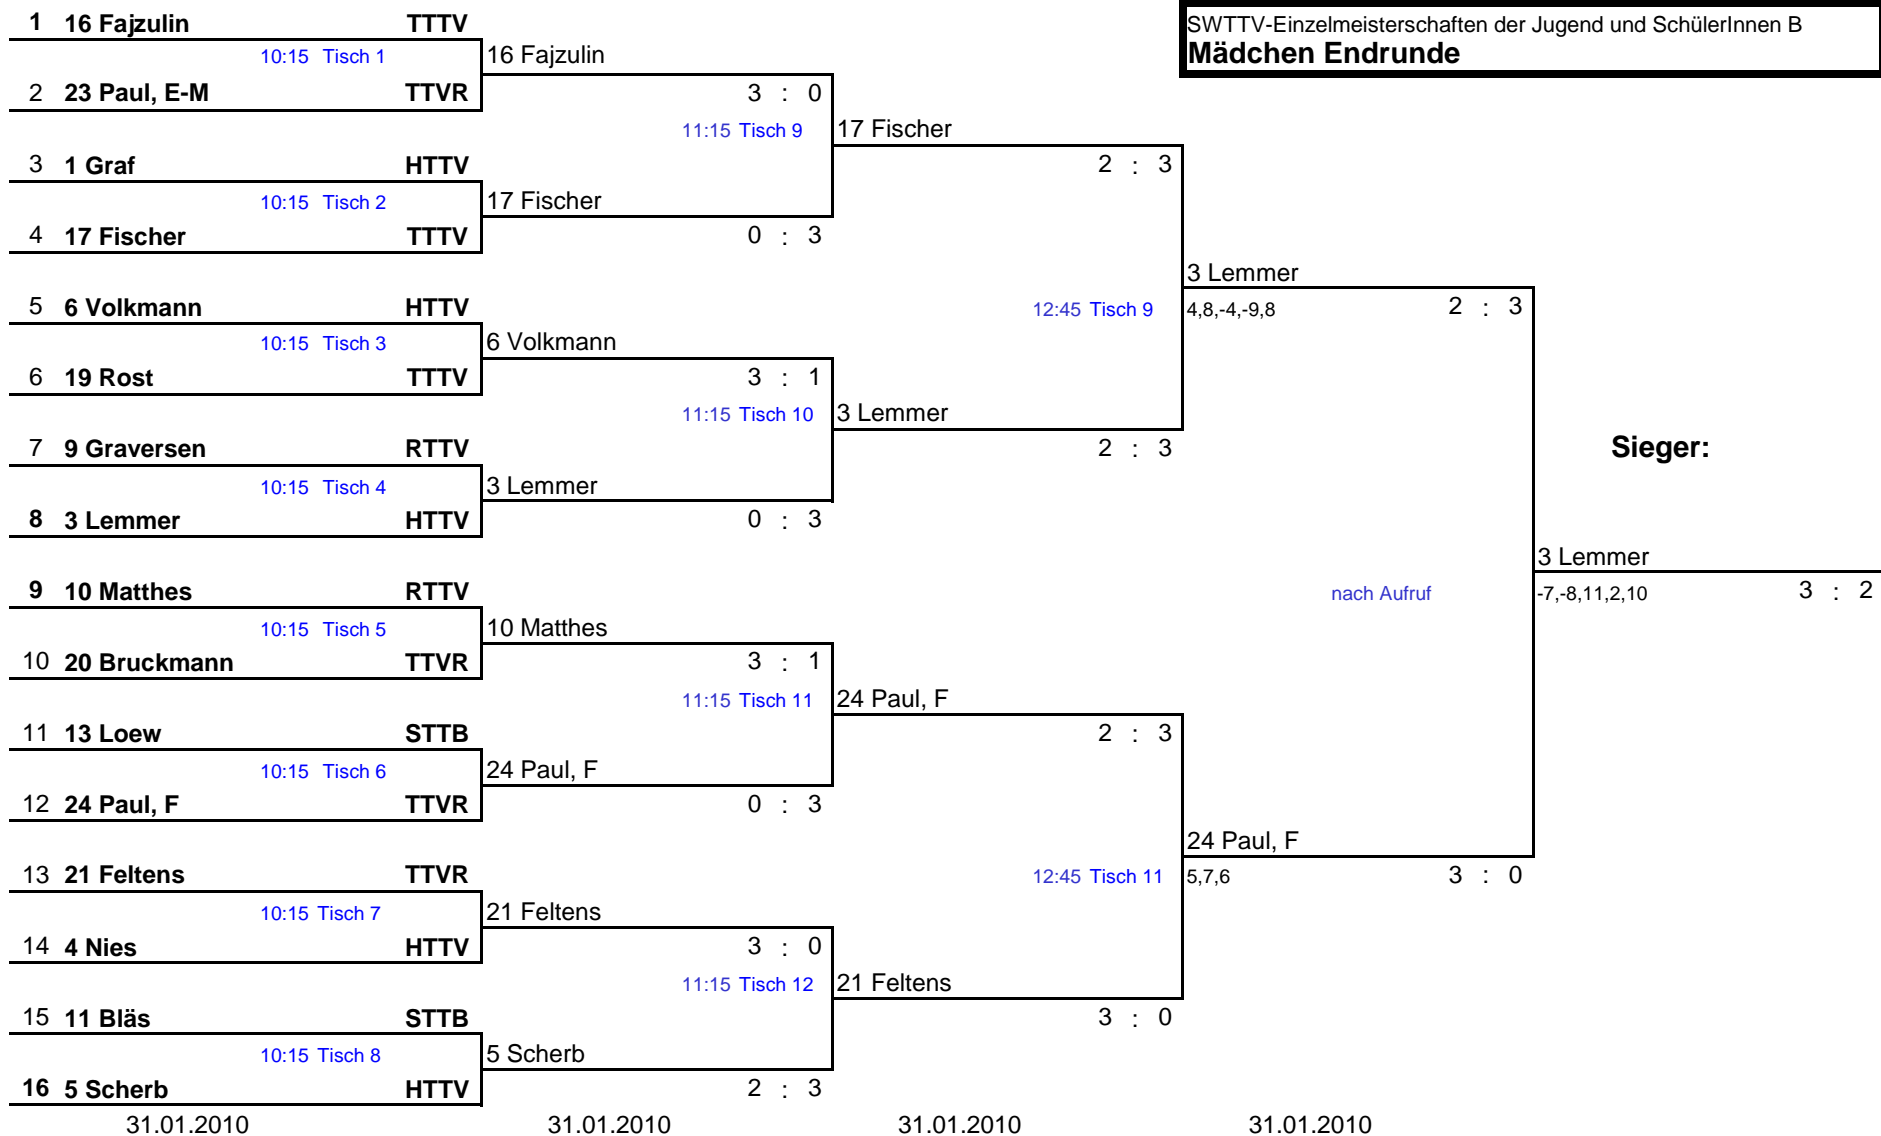 SWTTV-Einzelmeisterschaften der Jugend und SchülerInnen B
Mädchen Endrunde
1 16 Fajzulin TTTV
10:15 Tisch 1
2 23 Paul, E-M TTVR
3 1 Graf HTTV
10:15 Tisch 2
4 17 Fischer TTTV
5 6 Volkmann HTTV
10:15 Tisch 3
6 19 Rost TTTV
7 9 Graversen RTTV
10:15 Tisch 4
8 3 Lemmer HTTV
9 10 Matthes RTTV
10:15 Tisch 5
10 20 Bruckmann TTVR
11 13 Loew STTB
10:15 Tisch 6
12 24 Paul, F TTVR
13 21 Feltens TTVR
10:15 Tisch 7
14 4 Nies HTTV
15 11 Bläs STTB
10:15 Tisch 8
16 5 Scherb HTTV
31.01.2010
16 Fajzulin
3 : 0
11:15 Tisch 9
17 Fischer
0 : 3
6 Volkmann
3 : 1
11:15 Tisch 10
3 Lemmer
0 : 3
10 Matthes
3 : 1
11:15 Tisch 11
24 Paul, F
0 : 3
21 Feltens
3 : 0
11:15 Tisch 12
5 Scherb
2 : 3
31.01.2010
17 Fischer
2 : 3
12:45 Tisch 9
3 Lemmer
2 : 3
24 Paul, F
2 : 3
12:45 Tisch 11
21 Feltens
3 : 0
31.01.2010
3 Lemmer
4,8,-4,-9,8 2 : 3
nach Aufruf
24 Paul, F
5,7,6 3 : 0
31.01.2010
Sieger:
3 Lemmer
-7,-8,11,2,10 3 : 2